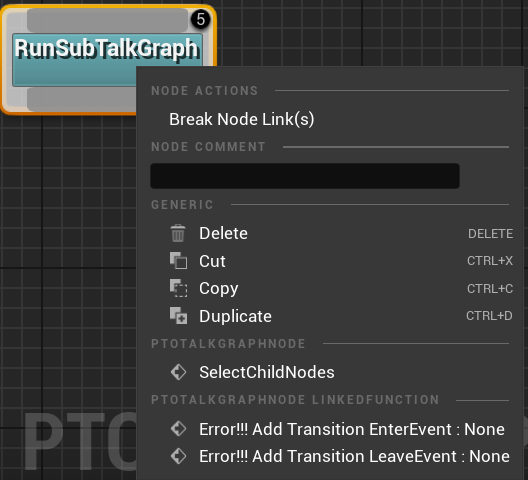 5
RunSubTalkGraph
NODE ACTIONS
Break Node Link(s)
NODE COMMENT
GENERIC
Delete DELETE
Cut CTRL+X
Copy CTRL+C
Duplicate CTRL+D
PTOTALKGRAPHNODE
SelectChildNodes
PTOTALKGRAPHNODE LINKEDFUNCTION
Error!!! Add Transition EnterEvent : None
Error!!! Add Transition LeaveEvent : None
PTO